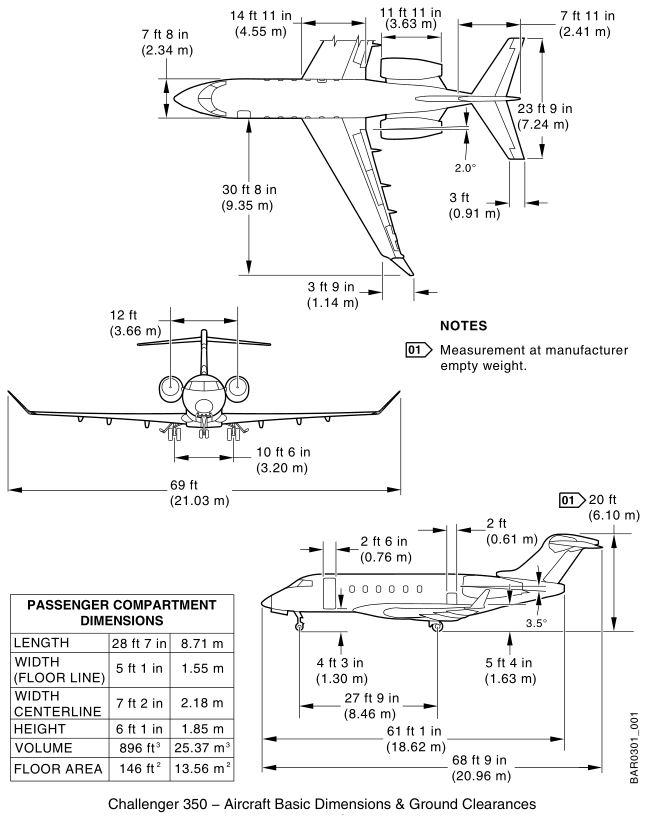 14 ft 11 in
(4.55 m)
11 ft 11 in
(3.63 m)
7 ft 11 in
(2.41 m)
7 ft 8 in
(2.34 m)
23 ft 9 in
(7.24 m)
2.0°
30 ft 8 in
(9.35 m)
3 ft
(0.91 m)
3 ft 9 in
(1.14 m)
12 ft
(3.66 m)
NOTES
01 Measurement at manufacturer
empty weight.
10 ft 6 in
(3.20 m)
69 ft
(21.03 m)
01 20 ft
(6.10 m)
2 ft 6 in
(0.76 m)
2 ft
(0.61 m)
3.5°
4 ft 3 in
(1.30 m)
5 ft 4 in
(1.63 m)
27 ft 9 in
(8.46 m)
61 ft 1 in
(18.62 m)
68 ft 9 in
(20.96 m)
PASSENGER COMPARTMENT
DIMENSIONS
LENGTH 28 ft 7 in 8.71 m
WIDTH
(FLOOR LINE) 5 ft 1 in 1.55 m
WIDTH
CENTERLINE 7 ft 2 in 2.18 m
HEIGHT 6 ft 1 in 1.85 m
VOLUME 896 ft³ 25.37 m³
FLOOR AREA 146 ft² 13.56 m²
BAR0301_001
Challenger 350 – Aircraft Basic Dimensions & Ground Clearances